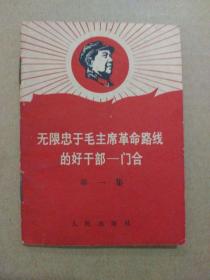 无限忠于毛主席革命路线
的好干部—门合
第一集
人民出版社